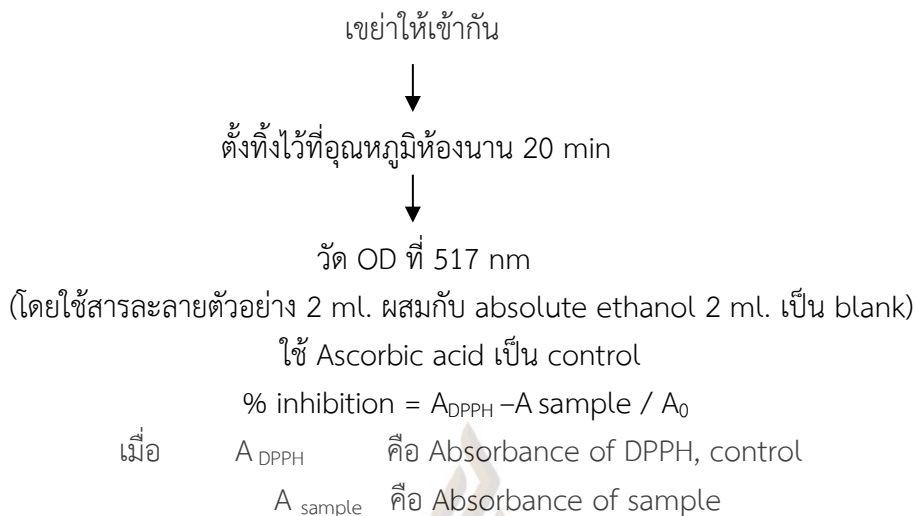 เขย่าให้เข้ากัน
ตั้งทิ้งไว้ที่อุณหภูมิห้องนาน 20 min
วัด OD ที่ 517 nm
(โดยใช้สารละลายตัวอย่าง 2 ml. ผสมกับ absolute ethanol 2 ml. เป็น blank)
ใช้ Ascorbic acid เป็น control
% inhibition = A DPPH –A sample / A0
เมื่อ A DPPH คือ Absorbance of DPPH, control
A sample คือ Absorbance of sample